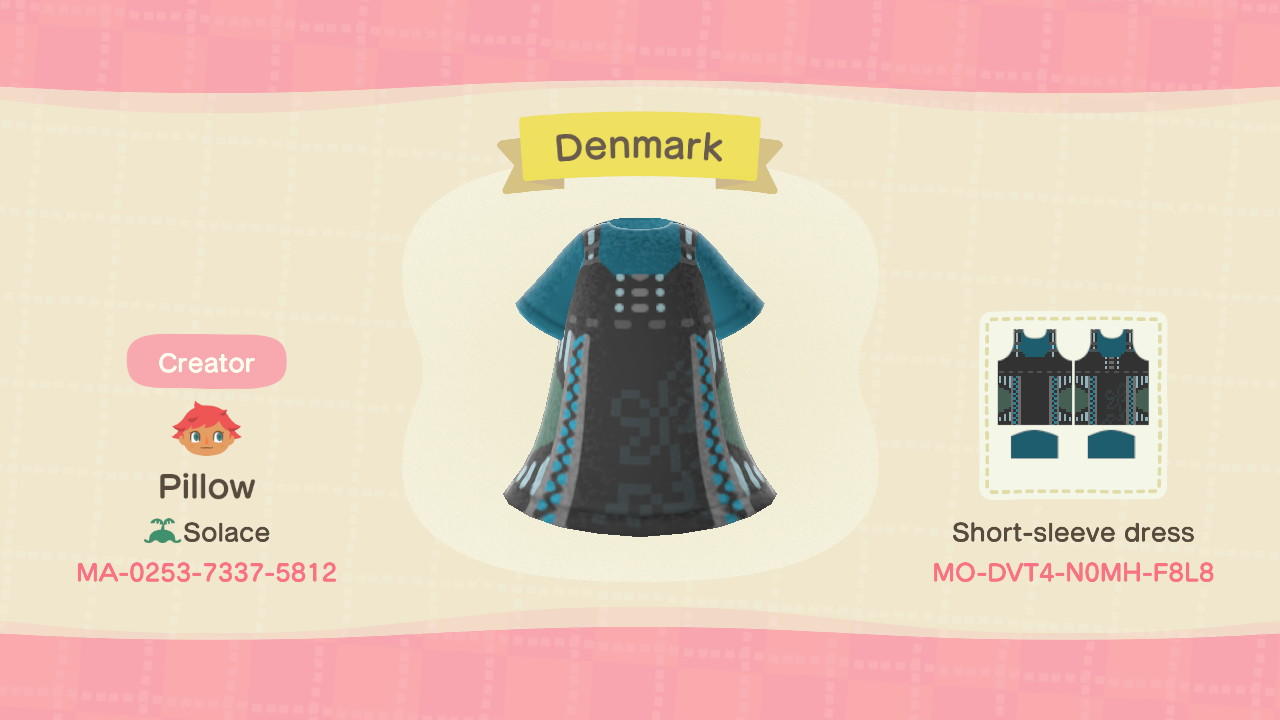 Denmark
Creator
Pillow
Solace
MA-0253-7337-5812
Short-sleeve dress
MO-DVT4-N0MH-F8L8